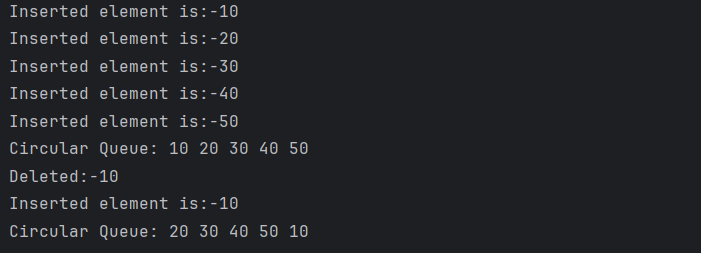 Inserted element is:-10
Inserted element is:-20
Inserted element is:-30
Inserted element is:-40
Inserted element is:-50
Circular Queue: 10 20 30 40 50
Deleted:-10
Inserted element is:-10
Circular Queue: 20 30 40 50 10